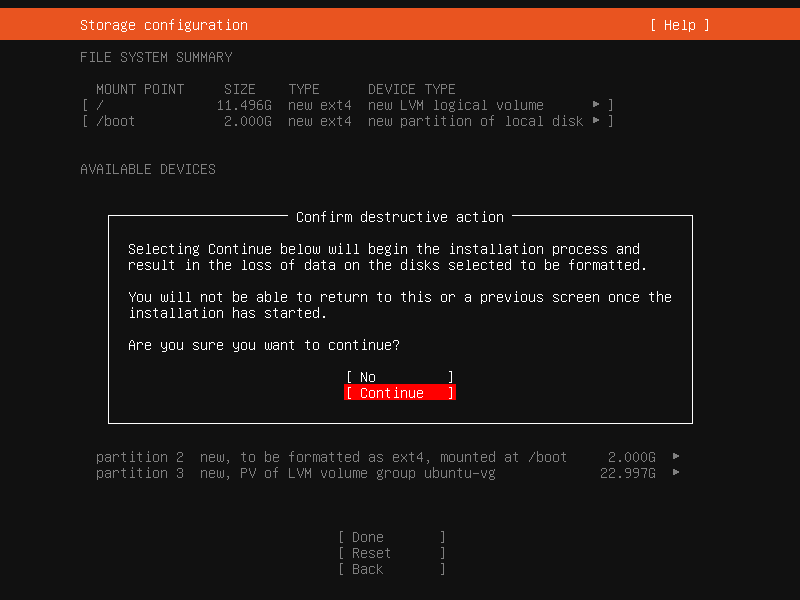 Storage configuration [ Help ]
FILE SYSTEM SUMMARY
MOUNT POINT SIZE TYPE DEVICE TYPE
[ / 11.496G new ext4 new LVM logical volume ▸ ]
[ /boot 2.000G new ext4 new partition of local disk ▸ ]
AVAILABLE DEVICES
Confirm destructive action
Selecting Continue below will begin the installation process and
result in the loss of data on the disks selected to be formatted.
You will not be able to return to this or a previous screen once the
installation has started.
Are you sure you want to continue?
[ No ]
[ Continue ]
partition 2 new, to be formatted as ext4, mounted at /boot 2.000G ▸
partition 3 new, PV of LVM volume group ubuntu-vg 22.997G ▸
[ Done ]
[ Reset ]
[ Back ]